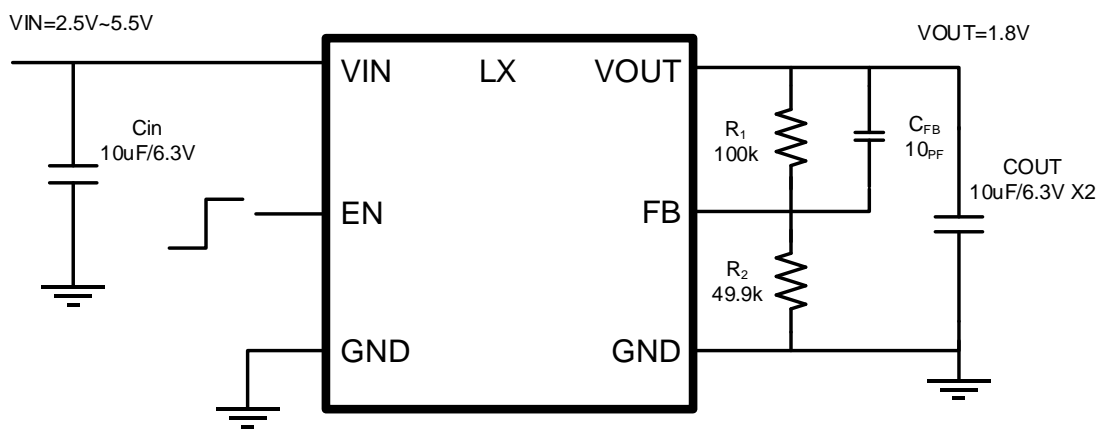 VIN=2.5V~5.5V
VOUT=1.8V
VIN
LX
VOUT
Cin
10uF/6.3V
R1
100k
CFB
10PF
COUT
10uF/6.3V X2
EN
FB
R2
49.9k
GND
GND